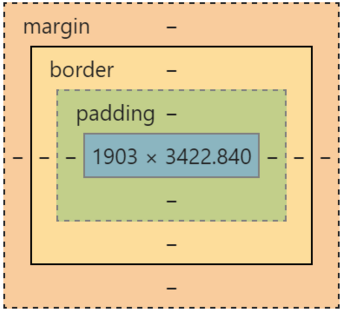 margin –
border –
padding –
– – – 1903 × 3422.840 – – –
–
–
–